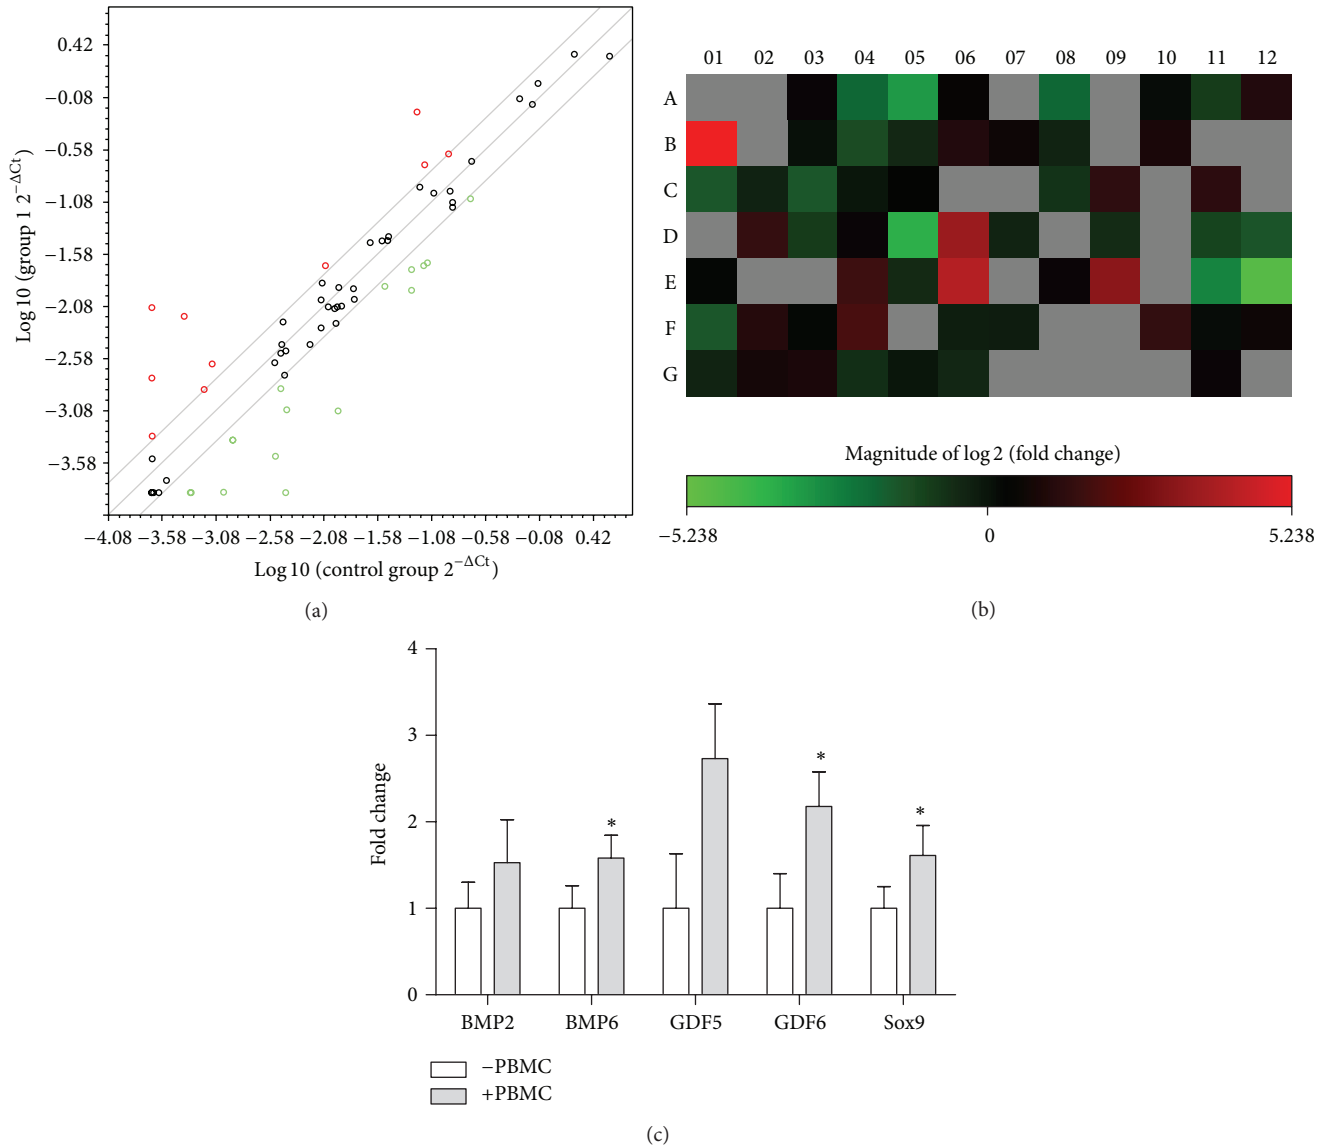 0.42
−0.08
−0.58
−1.08
−1.58
−2.08
−2.58
−3.08
−3.58
Log 10 (group 1 2^−ΔCt)
−4.08 −3.58 −3.08 −2.58 −2.08 −1.58 −1.08 −0.58 −0.08 0.42
Log 10 (control group 2^−ΔCt)
(a)
01 02 03 04 05 06 07 08 09 10 11 12
A
B
C
D
E
F
G
Magnitude of log 2 (fold change)
−5.238 0 5.238
(b)
4
3
2
1
0
Fold change
* * *
BMP2 BMP6 GDF5 GDF6 Sox9
−PBMC
+PBMC
(c)